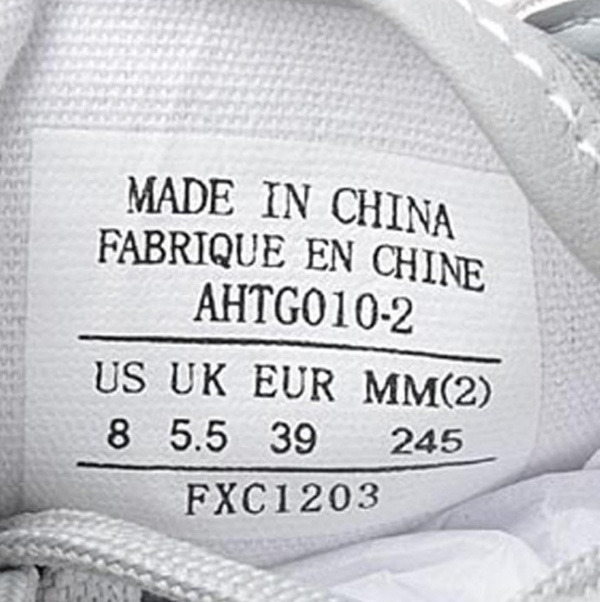 MADE IN CHINA
FABRIQUE EN CHINE
AHTG010-2
US UK EUR MM(2)
8 5.5 39 245
FXC1203